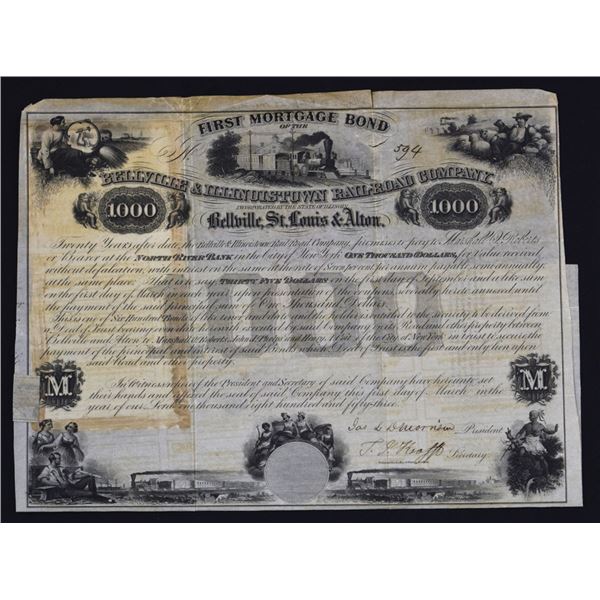 FIRST MORTGAGE BOND
OF THE
594
BELLVILLE & ILLINOISTOWN RAIL-ROAD COMPANY.
INCORPORATED BY THE STATE OF ILLINOIS
1000
1000
Bellville, St. Louis & Alton.
Twenty Years after date, the Bellville & Illinoistown Rail Road Company, promises to pay to Marshall O. Roberts
or Bearer at the NORTH RIVER BANK in the City of New York ONE THOUSAND DOLLARS, for value received,
without defalcation, with interest on the same at the rate of Seven per cent per annum payable semi-annually,
at the same place. That is to say THIRTY FIVE DOLLARS on the first day of September and a like sum
on the first day of March in each year upon presentation of the coupons, severally hereto annexed until
the payment of the said principal sum of One Thousand Dollars.
This is one of Six Hundred Bonds of the same tenor and date and the holder is entitled to the security to be derived from
a Deed of Trust bearing even date herewith executed by said Company of its Road and the property between
Bellville and Alton to Marshall O. Roberts, John J. Phelps and Henry of the City of New York in trust to secure the
payment of the principal and interest of said Bonds which Deed of Trust is the first and only lien upon
said Road and the property.
M
M
In Witness whereof the President and Secretary of said Company have hereunto set
their hands and affixed the seal of said Company this first day of March in the
year of our Lord one thousand eight hundred and fifty-three.
President
Secretary